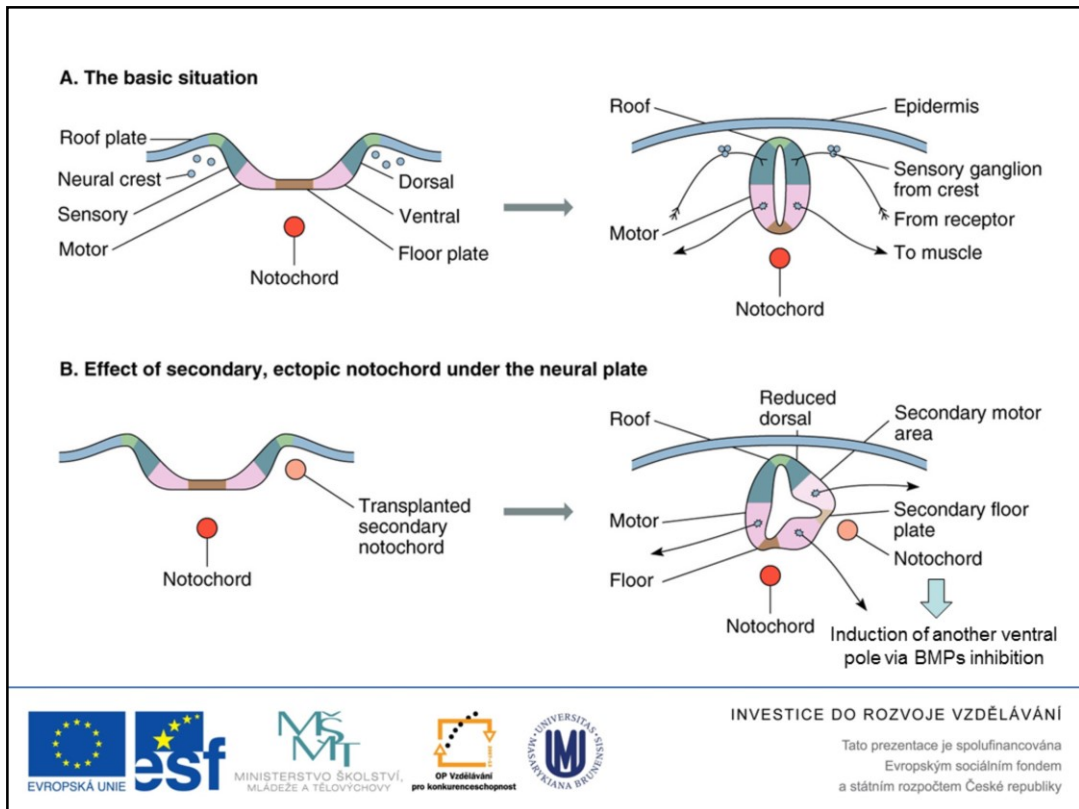 A. The basic situation
Roof plate
Neural crest
Sensory
Motor
Dorsal
Ventral
Floor plate
Notochord
Roof
Epidermis
Sensory ganglion
from crest
From receptor
Motor
To muscle
Notochord
B. Effect of secondary, ectopic notochord under the neural plate
Transplanted
secondary
notochord
Notochord
Roof
Reduced
dorsal
Secondary motor
area
Motor
Secondary floor
plate
Floor
Notochord
Notochord
Induction of another ventral
pole via BMPs inhibition
EVROPSKÁ UNIE
esf
MŠMT
MINISTERSTVO ŠKOLSTVÍ,
MLÁDEŽE A TĚLOVÝCHOVY
OP Vzdělávání
pro konkurenceschopnost
UNIVERSITAS
MASARYKIANA BRUNENSIS
INVESTICE DO ROZVOJE VZDĚLÁVÁNÍ
Tato prezentace je spolufinancována
Evropským sociálním fondem
a státním rozpočtem České republiky